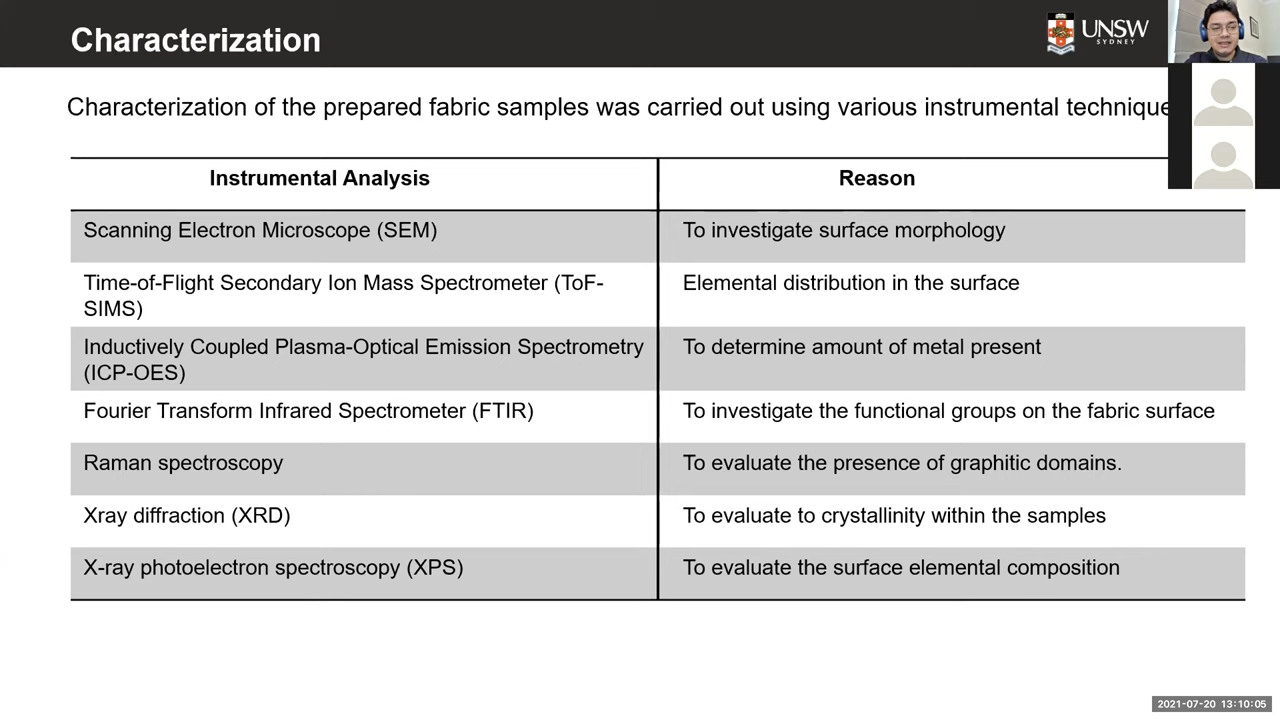 Characterization
UNSW
SYDNEY
Characterization of the prepared fabric samples was carried out using various instrumental technique
Instrumental Analysis
Reason
Scanning Electron Microscope (SEM)
To investigate surface morphology
Time-of-Flight Secondary Ion Mass Spectrometer (ToF-
SIMS)
Elemental distribution in the surface
Inductively Coupled Plasma-Optical Emission Spectrometry
(ICP-OES)
To determine amount of metal present
Fourier Transform Infrared Spectrometer (FTIR)
To investigate the functional groups on the fabric surface
Raman spectroscopy
To evaluate the presence of graphitic domains.
Xray diffraction (XRD)
To evaluate to crystallinity within the samples
X-ray photoelectron spectroscopy (XPS)
To evaluate the surface elemental composition
2021-07-20 13:10:05